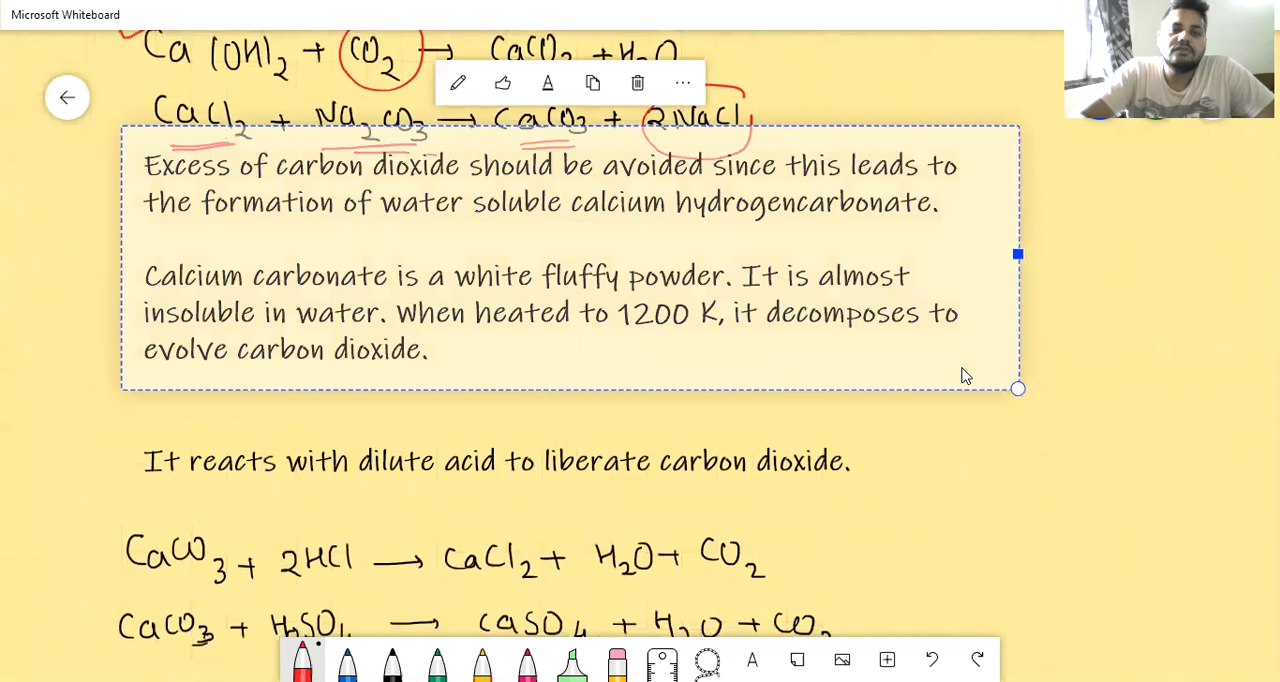 Microsoft Whiteboard
Ca(OH)2 + CO2 → CaCO3 + H2O
CaCl2 + Na2CO3 → CaCO3 + 2NaCl
Excess of carbon dioxide should be avoided since this leads to
the formation of water soluble calcium hydrogencarbonate.
Calcium carbonate is a white fluffy powder. It is almost
insoluble in water. When heated to 1200 K, it decomposes to
evolve carbon dioxide.
It reacts with dilute acid to liberate carbon dioxide.
CaCO3 + 2HCl → CaCl2 + H2O + CO2
CaCO3 + H2SO4 → CaSO4 + H2O + CO2